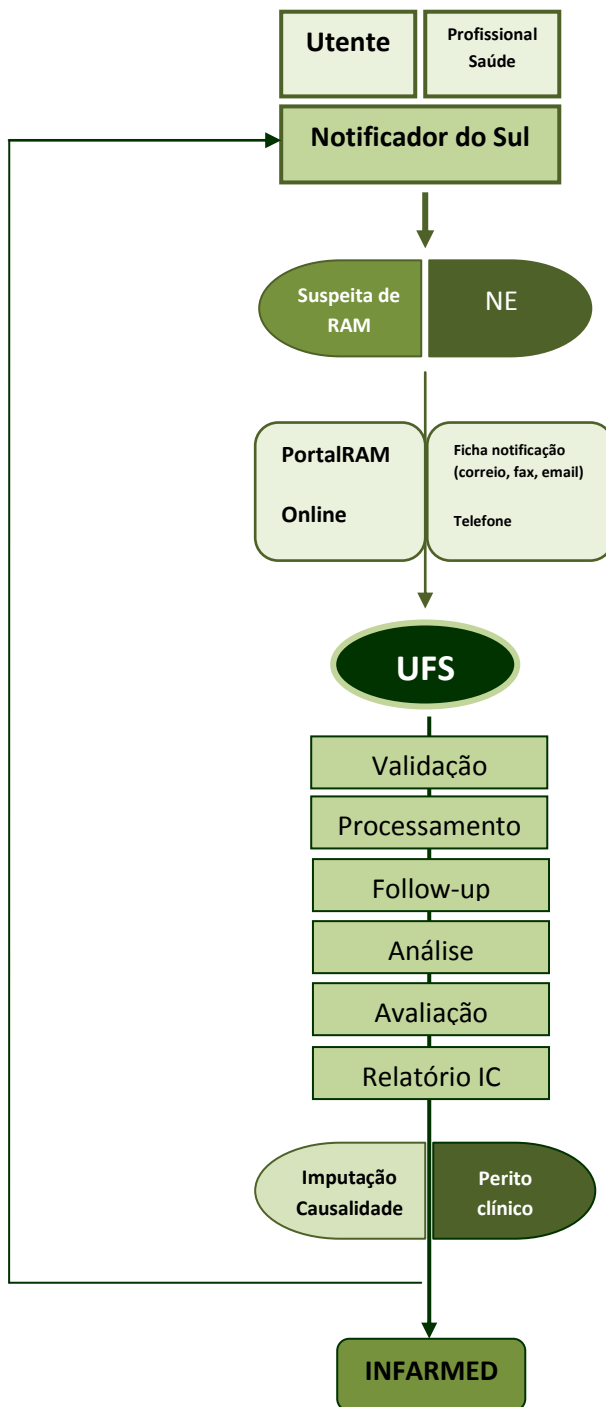 Utente
Profissional
Saúde
Notificador do Sul
Suspeita de
RAM
NE
PortalRAM
Online
Ficha notificação
(correio, fax, email)
Telefone
UFS
Validação
Processamento
Follow-up
Análise
Avaliação
Relatório IC
Imputação
Causalidade
Perito
clínico
INFARMED